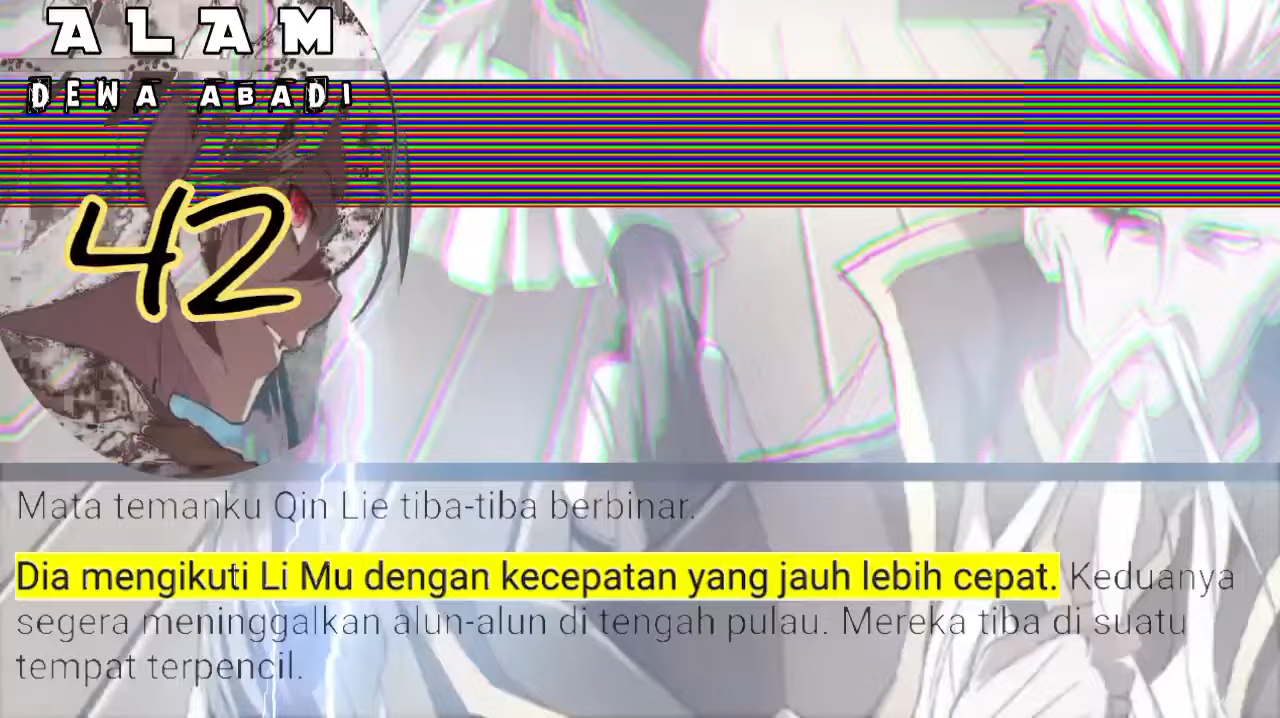 ALAM
DEWA ABADI
42
Mata temanku Qin Lie tiba-tiba berbinar.
Dia mengikuti Li Mu dengan kecepatan yang jauh lebih cepat. Keduanya
segera meninggalkan alun-alun di tengah pulau. Mereka tiba di suatu
tempat terpencil.